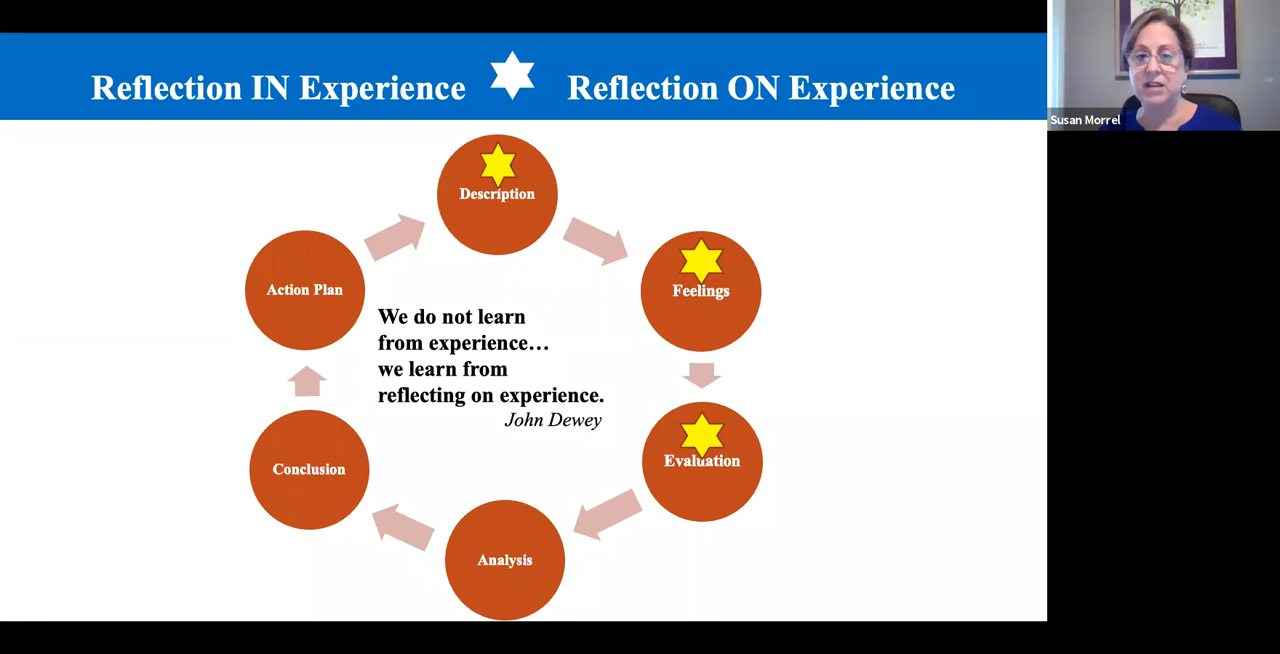 Reflection IN Experience
Reflection ON Experience
Susan Morrel
Description
Feelings
Evaluation
Analysis
Conclusion
Action Plan
We do not learn
from experience…
we learn from
reflecting on experience.
John Dewey